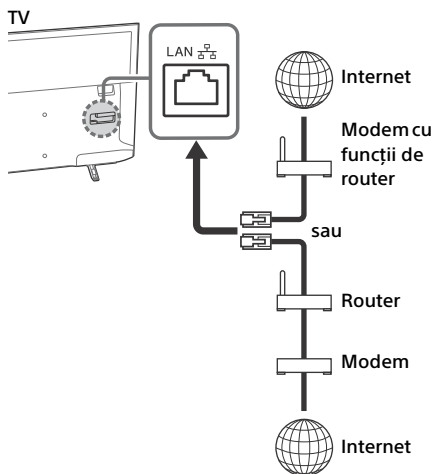 TV
LAN
Internet
Modem cu
funcții de
router
sau
Router
Modem
Internet